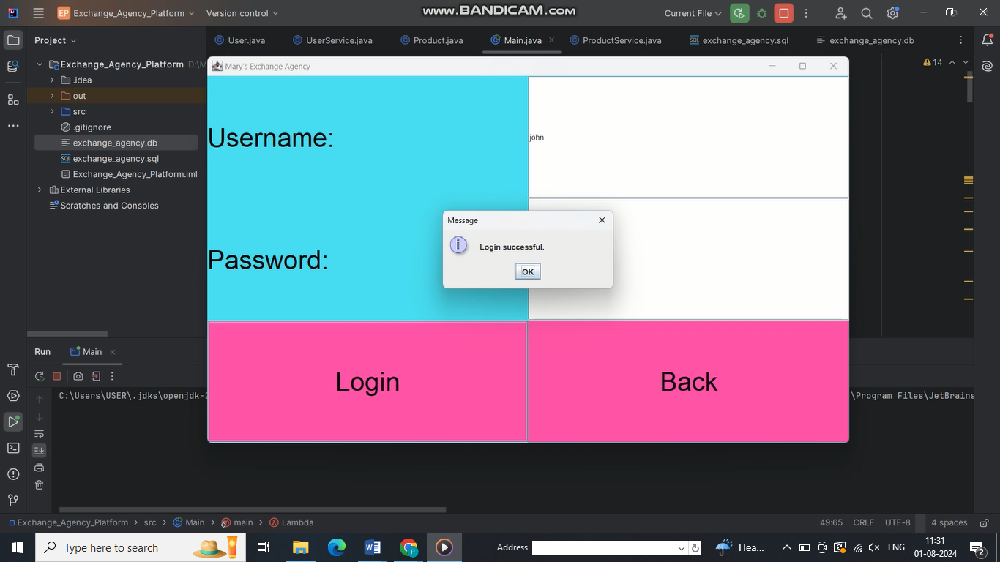 EP Exchange_Agency_Platform Version control www.BANDICAM.com Current File
Project User.java UserService.java Product.java Main.java ProductService.java exchange_agency.sql exchange_agency.db
Exchange_Agency_Platform D:\M
.idea
out
src
.gitignore
exchange_agency.db
exchange_agency.sql
Exchange_Agency_Platform.iml
External Libraries
Scratches and Consoles
14
Mary's Exchange Agency
Username:
john
Password:
Message
Login successful.
OK
Login
Back
Run Main
C:\Users\USER\.jdks\openjdk-2
\Program Files\JetBrains
Exchange_Agency_Platform src Main main Lambda 49:65 CRLF UTF-8 4 spaces
Type here to search Address Hea... ENG 11:31
01-08-2024 2